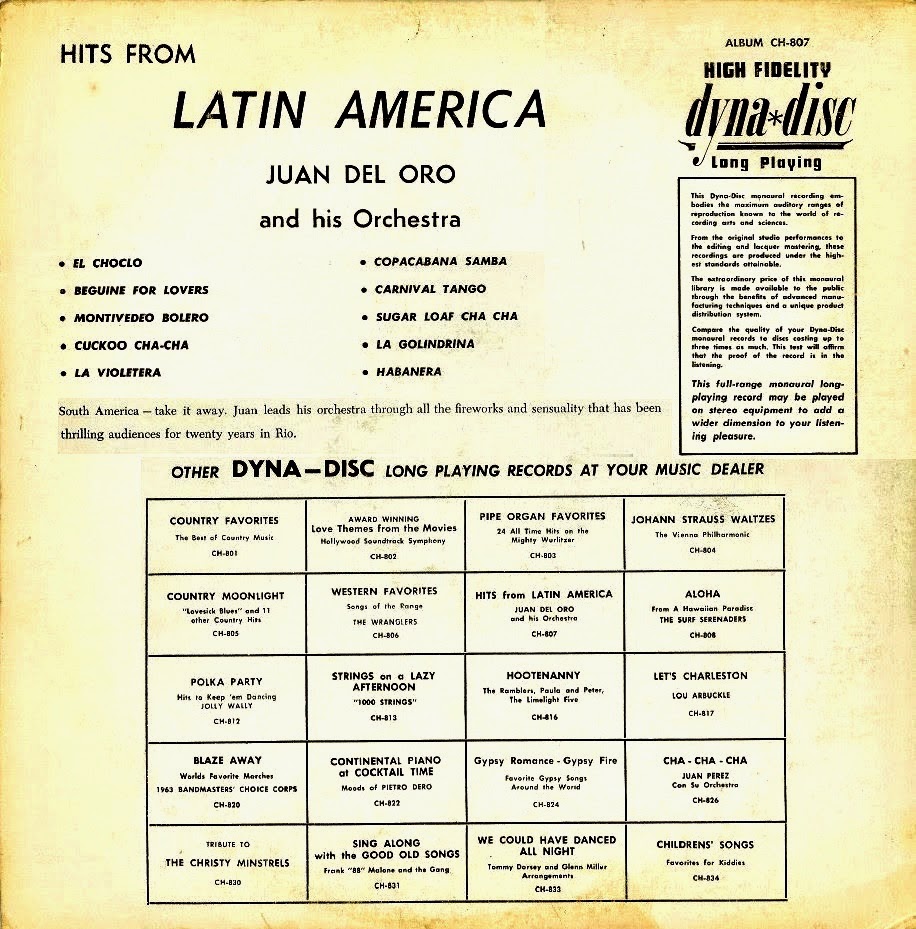 HITS FROM
LATIN AMERICA
JUAN DEL ORO
and his Orchestra
• EL CHOCLO
• BEGUINE FOR LOVERS
• MONTIVEDEO BOLERO
• CUCKOO CHA-CHA
• LA VIOLETERA
• COPACABANA SAMBA
• CARNIVAL TANGO
• SUGAR LOAF CHA CHA
• LA GOLINDRINA
• HABANERA
South America — take it away. Juan leads his orchestra through all the fireworks and sensuality that has been
thrilling audiences for twenty years in Rio.
ALBUM CH-807
HIGH FIDELITY
dyna*disc
Long Playing
This Dyna-Disc monaural recording em-
bodies the maximum auditory ranges of
reproduction known to the world of re-
cording arts and sciences.
From the original studio performances to
the editing and lacquer mastering, these
recordings are produced under the high-
est standards attainable.
The extraordinary price of this monaural
library is made available to the public
through the benefits of advanced manu-
facturing techniques and a unique product
distribution system.
Compare the quality of your Dyna-Disc
monaural records to discs costing up to
three times as much. This test will affirm
that the proof of the record is in the
listening.
This full-range monaural long-
playing record may be played
on stereo equipment to add a
wider dimension to your listen-
ing pleasure.
OTHER DYNA—DISC LONG PLAYING RECORDS AT YOUR MUSIC DEALER
COUNTRY FAVORITES
The Best of Country Music
CH-801
AWARD WINNING
Love Themes from the Movies
Hollywood Soundtrack Symphony
CH-802
PIPE ORGAN FAVORITES
24 All Time Hits on the
Mighty Wurlitzer
CH-803
JOHANN STRAUSS WALTZES
The Vienna Philharmonic
CH-804
COUNTRY MOONLIGHT
"Lovesick Blues" and 11
other Country Hits
CH-805
WESTERN FAVORITES
Songs of the Range
THE WRANGLERS
CH-806
HITS from LATIN AMERICA
JUAN DEL ORO
and his Orchestra
CH-807
ALOHA
From A Hawaiian Paradise
THE SURF SERENADERS
CH-808
POLKA PARTY
Hits to Keep 'em Dancing
JOLLY WALLY
CH-812
STRINGS on a LAZY
AFTERNOON
"1000 STRINGS"
CH-813
HOOTENANNY
The Ramblers, Paula and Peter,
The Limelight Five
CH-816
LET'S CHARLESTON
LOU ARBUCKLE
CH-817
BLAZE AWAY
Worlds Favorite Marches
1963 BANDMASTERS' CHOICE CORPS
CH-820
CONTINENTAL PIANO
at COCKTAIL TIME
Moods of PIETRO DERO
CH-822
Gypsy Romance - Gypsy Fire
Favorite Gypsy Songs
Around the World
CH-824
CHA - CHA - CHA
JUAN PEREZ
Con Su Orchestra
CH-826
TRIBUTE TO
THE CHRISTY MINSTRELS
CH-830
SING ALONG
with the GOOD OLD SONGS
Frank "88" Malone and the Gang
CH-831
WE COULD HAVE DANCED
ALL NIGHT
Tommy Dorsey and Glenn Miller
Arrangements
CH-833
CHILDRENS' SONGS
Favorites for Kiddies
CH-834